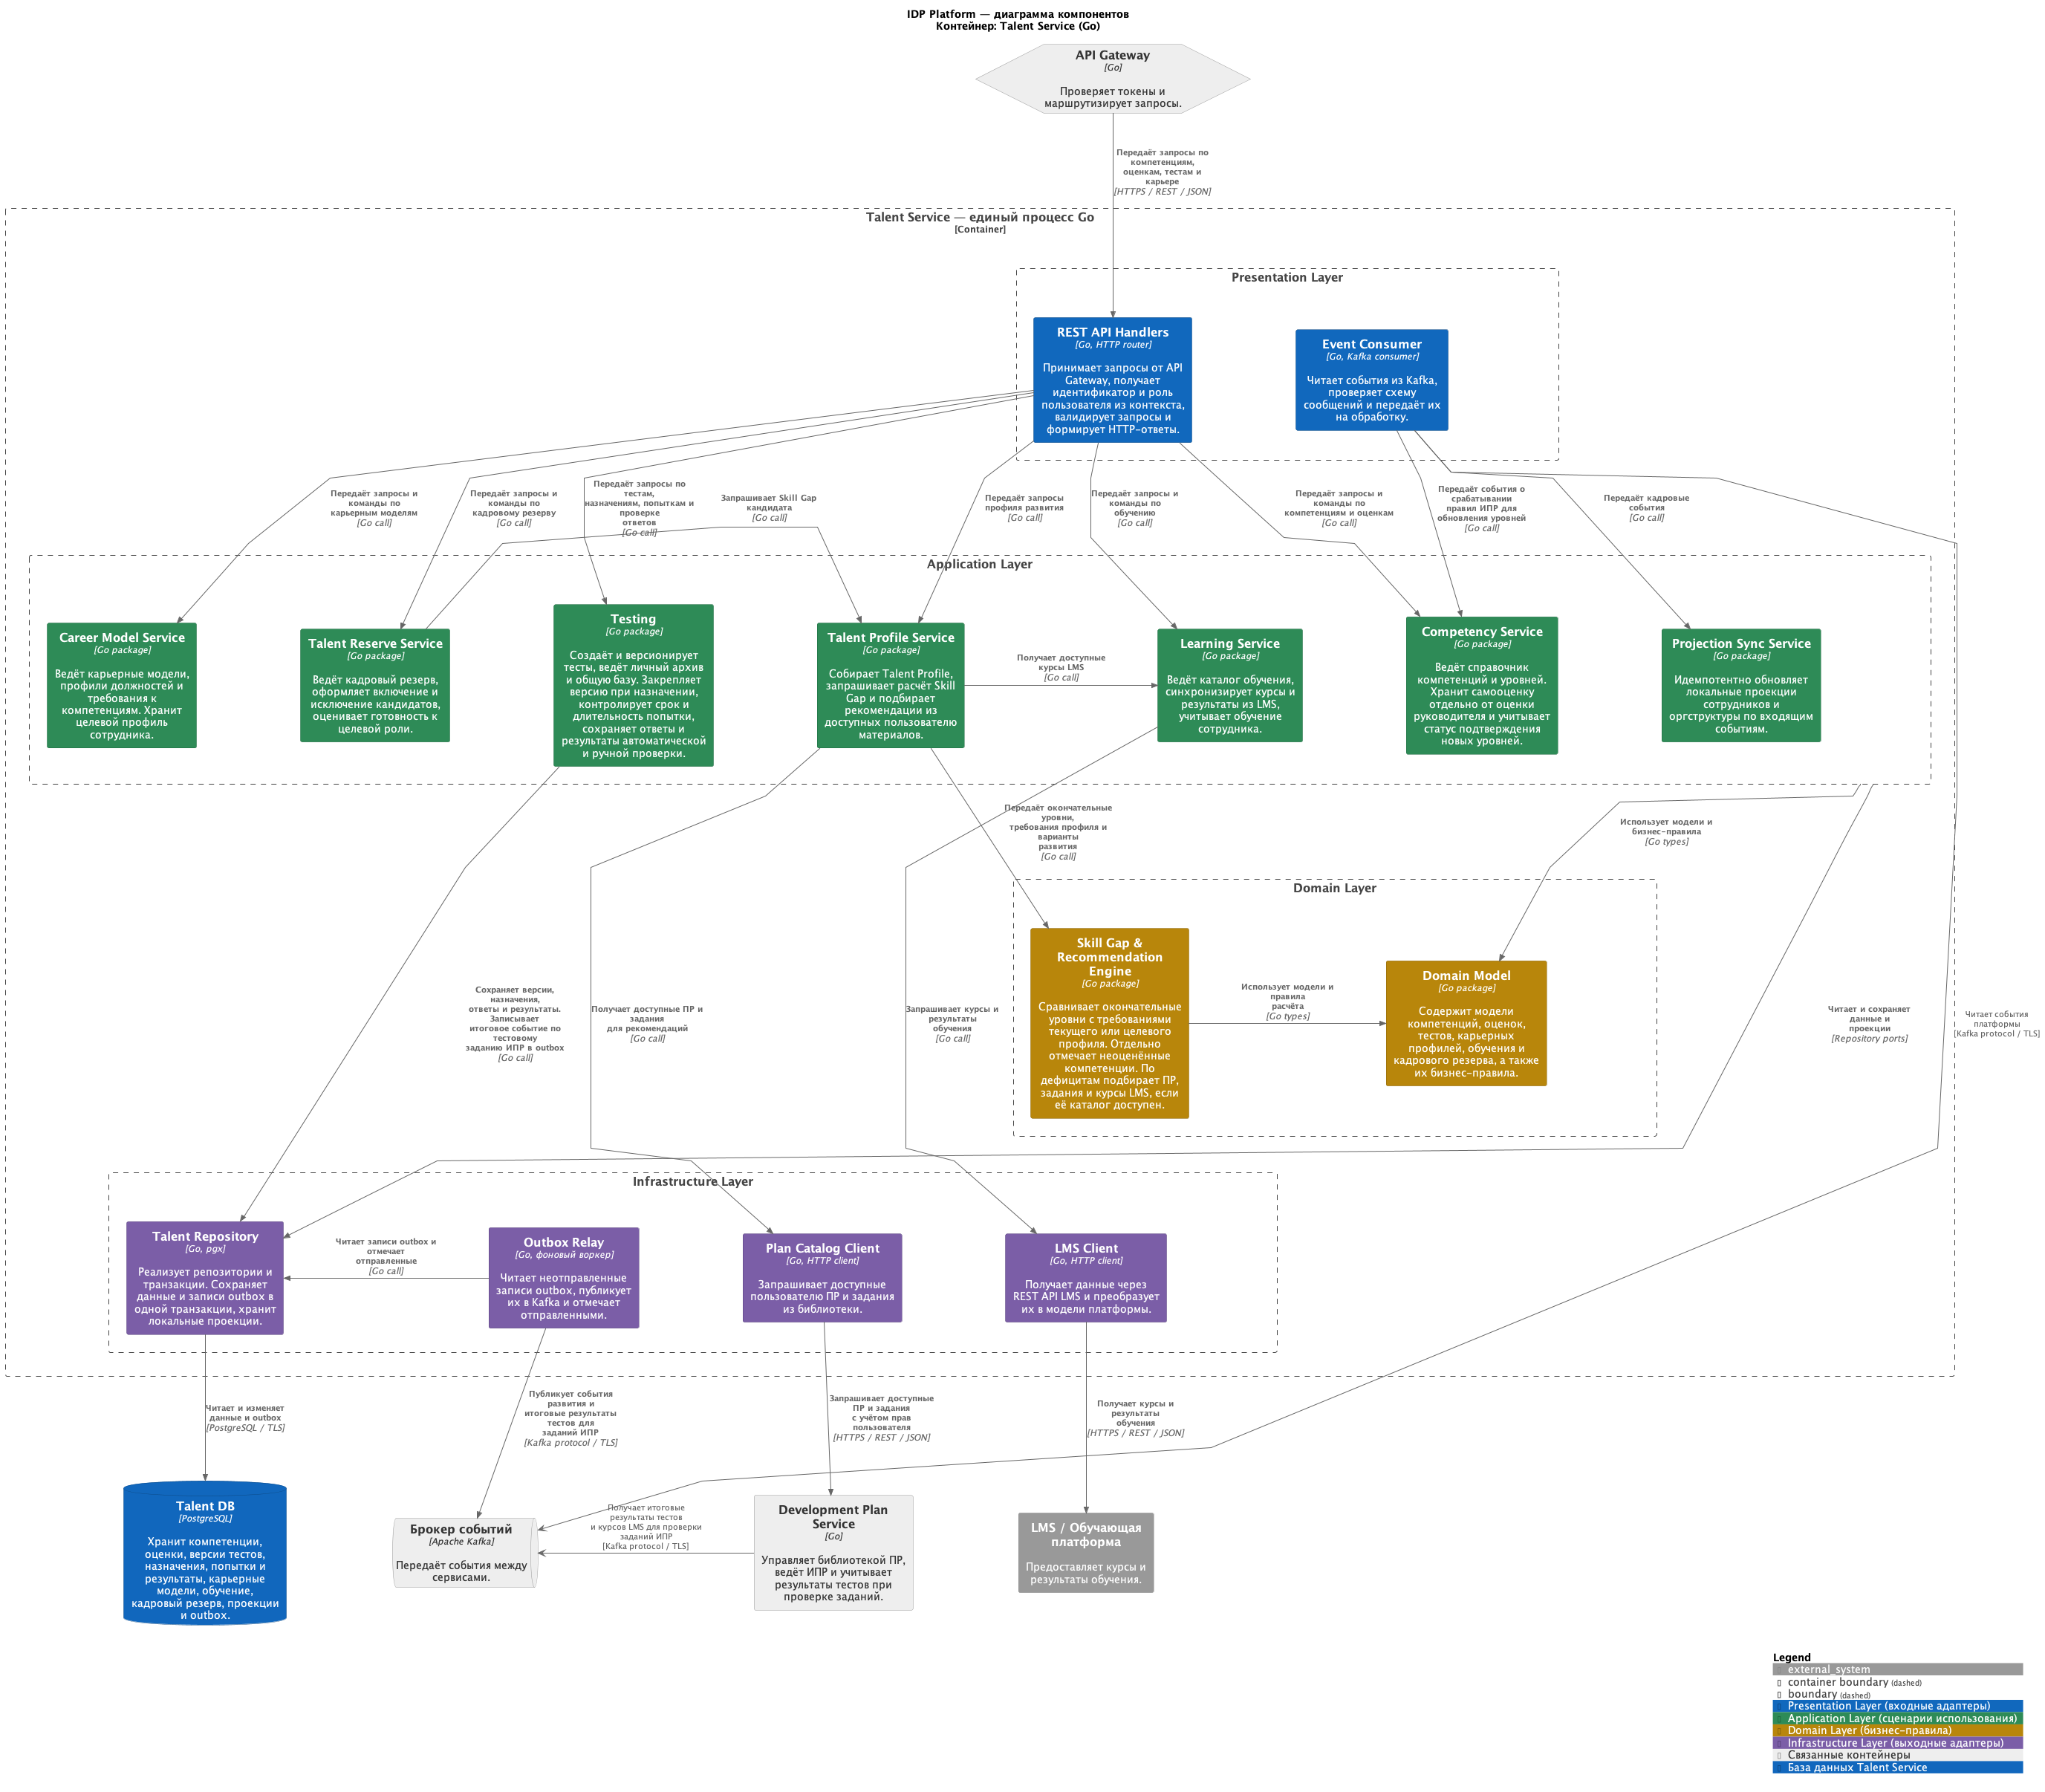 IDP Platform — диаграмма компонентов
Контейнер: Talent Service (Go)
API Gateway
[Go]
Проверяет токены и
маршрутизирует запросы.
Передаёт запросы по
компетенциям,
оценкам, тестам и
карьере
[HTTPS / REST / JSON]
Talent Service — единый процесс Go
[Container]
Presentation Layer
REST API Handlers
[Go, HTTP router]
Принимает запросы от API
Gateway, получает
идентификатор и роль
пользователя из контекста,
валидирует запросы и
формирует HTTP-ответы.
Event Consumer
[Go, Kafka consumer]
Читает события из Kafka,
проверяет схему
сообщений и передаёт их
на обработку.
Передаёт запросы и
команды по
карьерным моделям
[Go call]
Передаёт запросы и
команды по
кадровому резерву
[Go call]
Передаёт запросы по
тестам,
назначениям, попыткам и
проверке
ответов
[Go call]
Запрашивает Skill Gap
кандидата
[Go call]
Передаёт запросы
профиля развития
[Go call]
Передаёт запросы и
команды по
обучению
[Go call]
Передаёт запросы и
команды по
компетенциям и оценкам
[Go call]
Передаёт события о
срабатывании
правил ИПР для
обновления уровней
[Go call]
Передаёт кадровые
события
[Go call]
Application Layer
Career Model Service
[Go package]
Ведёт карьерные модели,
профили должностей и
требования к
компетенциям. Хранит
целевой профиль
сотрудника.
Talent Reserve Service
[Go package]
Ведёт кадровый резерв,
оформляет включение и
исключение кандидатов,
оценивает готовность к
целевой роли.
Testing
[Go package]
Создаёт и версионирует
тесты, ведёт личный архив
и общую базу. Закрепляет
версию при назначении,
контролирует срок и
длительность попытки,
сохраняет ответы и
результаты автоматической
и ручной проверки.
Talent Profile Service
[Go package]
Собирает Talent Profile,
запрашивает расчёт Skill
Gap и подбирает
рекомендации из
доступных пользователю
материалов.
Получает доступные
курсы LMS
[Go call]
Learning Service
[Go package]
Ведёт каталог обучения,
синхронизирует курсы и
результаты из LMS,
учитывает обучение
сотрудника.
Competency Service
[Go package]
Ведёт справочник
компетенций и уровней.
Хранит самооценку
отдельно от оценки
руководителя и учитывает
статус подтверждения
новых уровней.
Projection Sync Service
[Go package]
Идемпотентно обновляет
локальные проекции
сотрудников и
оргструктуры по входящим
событиям.
Передаёт окончательные
уровни,
требования профиля и
варианты
развития
[Go call]
Использует модели и
бизнес-правила
[Go types]
Domain Layer
Skill Gap &
Recommendation
Engine
[Go package]
Сравнивает окончательные
уровни с требованиями
текущего или целевого
профиля. Отдельно
отмечает неоценённые
компетенции. По
дефицитам подбирает ПР,
задания и курсы LMS, если
её каталог доступен.
Использует модели и
правила
расчёта
[Go types]
Domain Model
[Go package]
Содержит модели
компетенций, оценок,
тестов, карьерных
профилей, обучения и
кадрового резерва, а также
их бизнес-правила.
Сохраняет версии,
назначения,
ответы и результаты.
Записывает
итоговое событие по
тестовому
заданию ИПР в outbox
[Go call]
Получает доступные ПР и
задания
для рекомендаций
[Go call]
Запрашивает курсы и
результаты
обучения
[Go call]
Читает и сохраняет
данные и
проекции
[Repository ports]
Читает события
платформы
[Kafka protocol / TLS]
Infrastructure Layer
Talent Repository
[Go, pgx]
Реализует репозитории и
транзакции. Сохраняет
данные и записи outbox в
одной транзакции, хранит
локальные проекции.
Читает записи outbox и
отмечает
отправленные
[Go call]
Outbox Relay
[Go, фоновый воркер]
Читает неотправленные
записи outbox, публикует
их в Kafka и отмечает
отправленными.
Plan Catalog Client
[Go, HTTP client]
Запрашивает доступные
пользователю ПР и задания
из библиотеки.
LMS Client
[Go, HTTP client]
Получает данные через
REST API LMS и преобразует
их в модели платформы.
Читает и изменяет
данные и outbox
[PostgreSQL / TLS]
Публикует события
развития и
итоговые результаты
тестов для
заданий ИПР
[Kafka protocol / TLS]
Запрашивает доступные
ПР и задания
с учётом прав
пользователя
[HTTPS / REST / JSON]
Получает курсы и
результаты
обучения
[HTTPS / REST / JSON]
Talent DB
[PostgreSQL]
Хранит компетенции,
оценки, версии тестов,
назначения, попытки и
результаты, карьерные
модели, обучение,
кадровый резерв, проекции
и outbox.
Брокер событий
[Apache Kafka]
Передаёт события между
сервисами.
Получает итоговые
результаты тестов
и курсов LMS для проверки
заданий ИПР
[Kafka protocol / TLS]
Development Plan
Service
[Go]
Управляет библиотекой ПР,
ведёт ИПР и учитывает
результаты тестов при
проверке заданий.
LMS / Обучающая
платформа
Предоставляет курсы и
результаты обучения.
Legend
external_system
container boundary (dashed)
boundary (dashed)
Presentation Layer (входные адаптеры)
Application Layer (сценарии использования)
Domain Layer (бизнес-правила)
Infrastructure Layer (выходные адаптеры)
Связанные контейнеры
База данных Talent Service